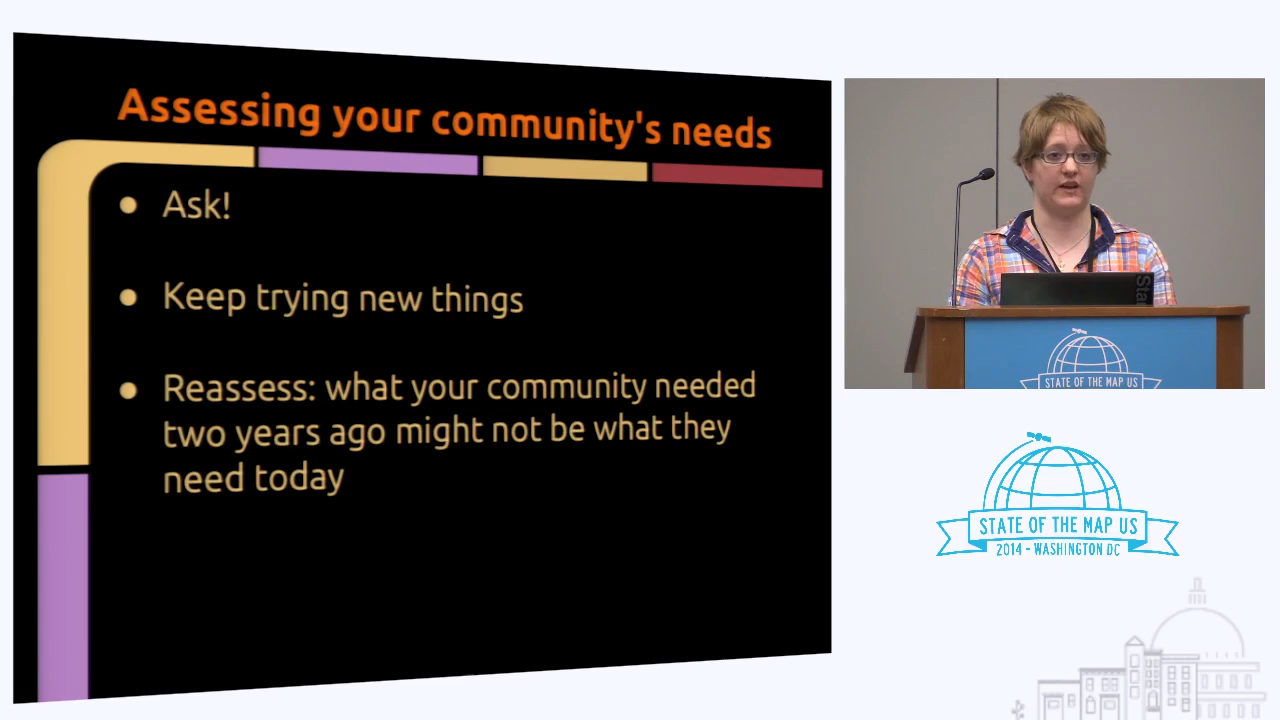 Assessing your community's needs
Ask!
Keep trying new things
Reassess: what your community needed
two years ago might not be what they
need today
Sta
STATE OF THE MAP US
STATE OF THE MAP US
2014 - WASHINGTON DC